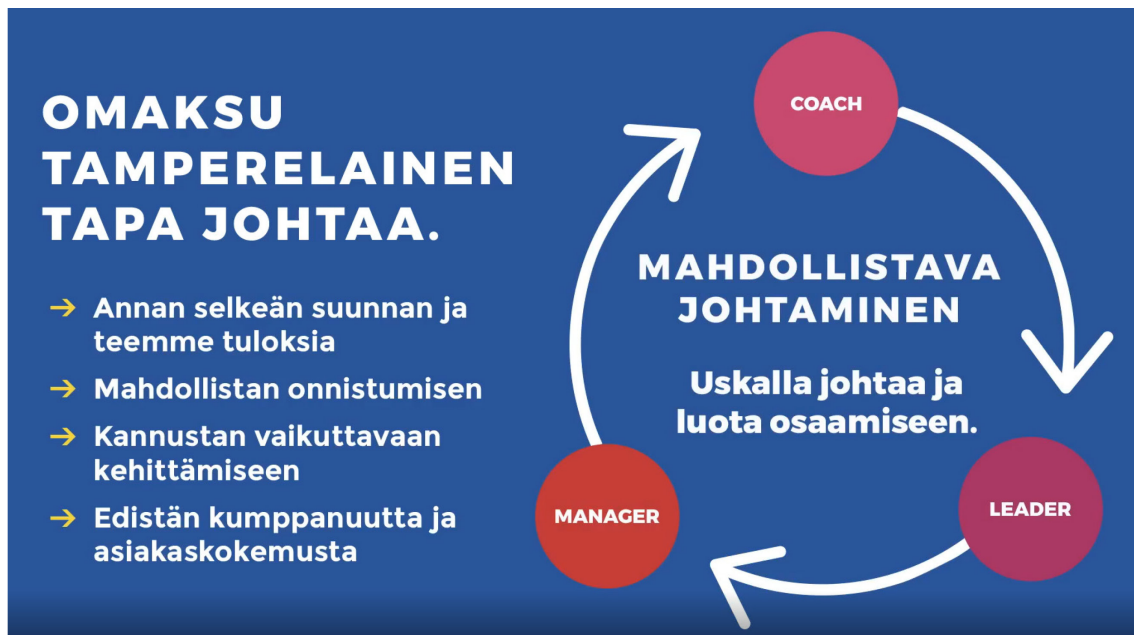 OMAKSU
TAMPERELAINEN
TAPA JOHTAA.
→ Annan selkeän suunnan ja
teemme tuloksia
→ Mahdollistan onnistumisen
→ Kannustan vaikuttavaan
kehittämiseen
→ Edistän kumppanuutta ja
asiakaskokemusta
COACH
MAHDOLLISTAVA
JOHTAMINEN
Uskalla johtaa ja
luota osaamiseen.
MANAGER
LEADER